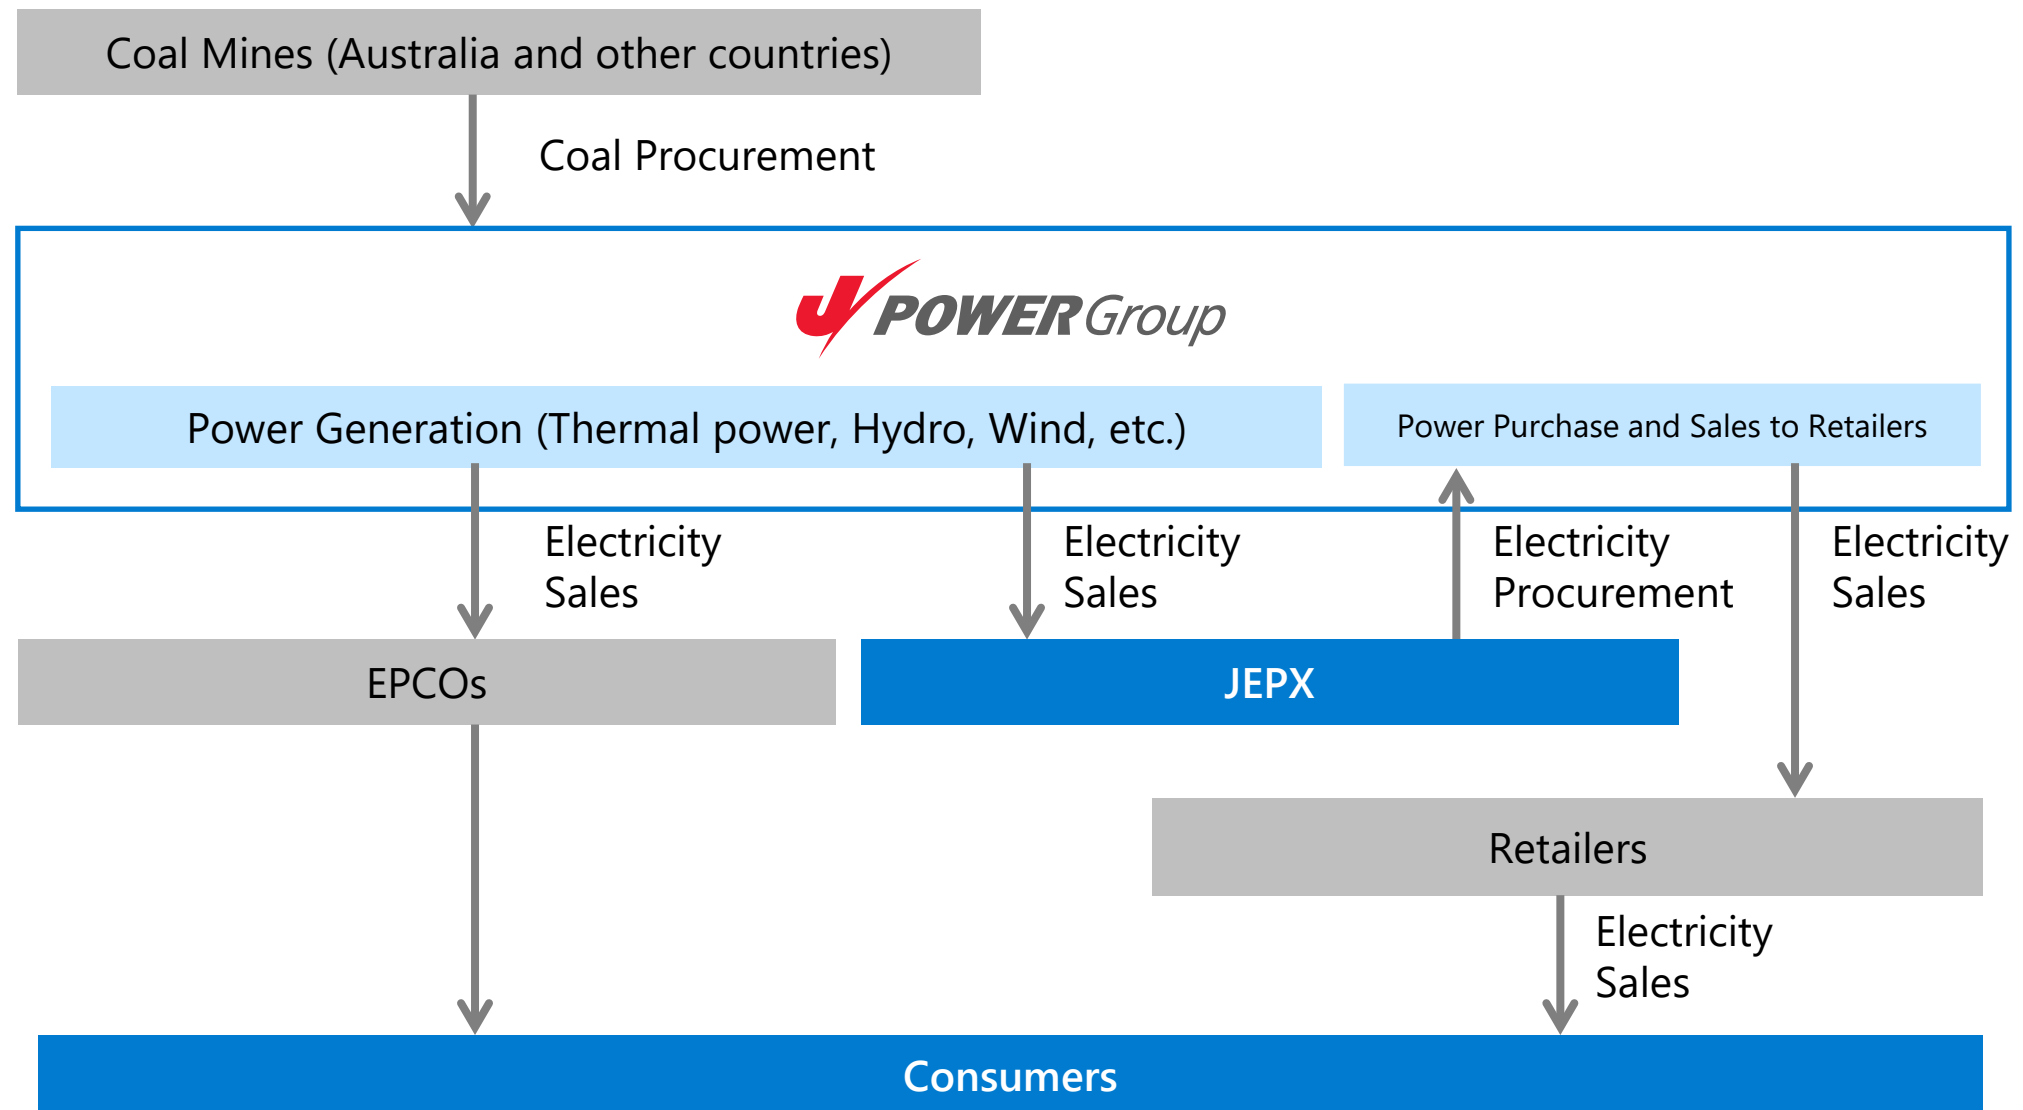 Coal Mines (Australia and other countries)
Coal Procurement
J POWER Group
Power Generation (Thermal power, Hydro, Wind, etc.)
Power Purchase and Sales to Retailers
Electricity
Sales
Electricity
Sales
Electricity
Procurement
Electricity
Sales
EPCOs
JEPX
Retailers
Electricity
Sales
Consumers